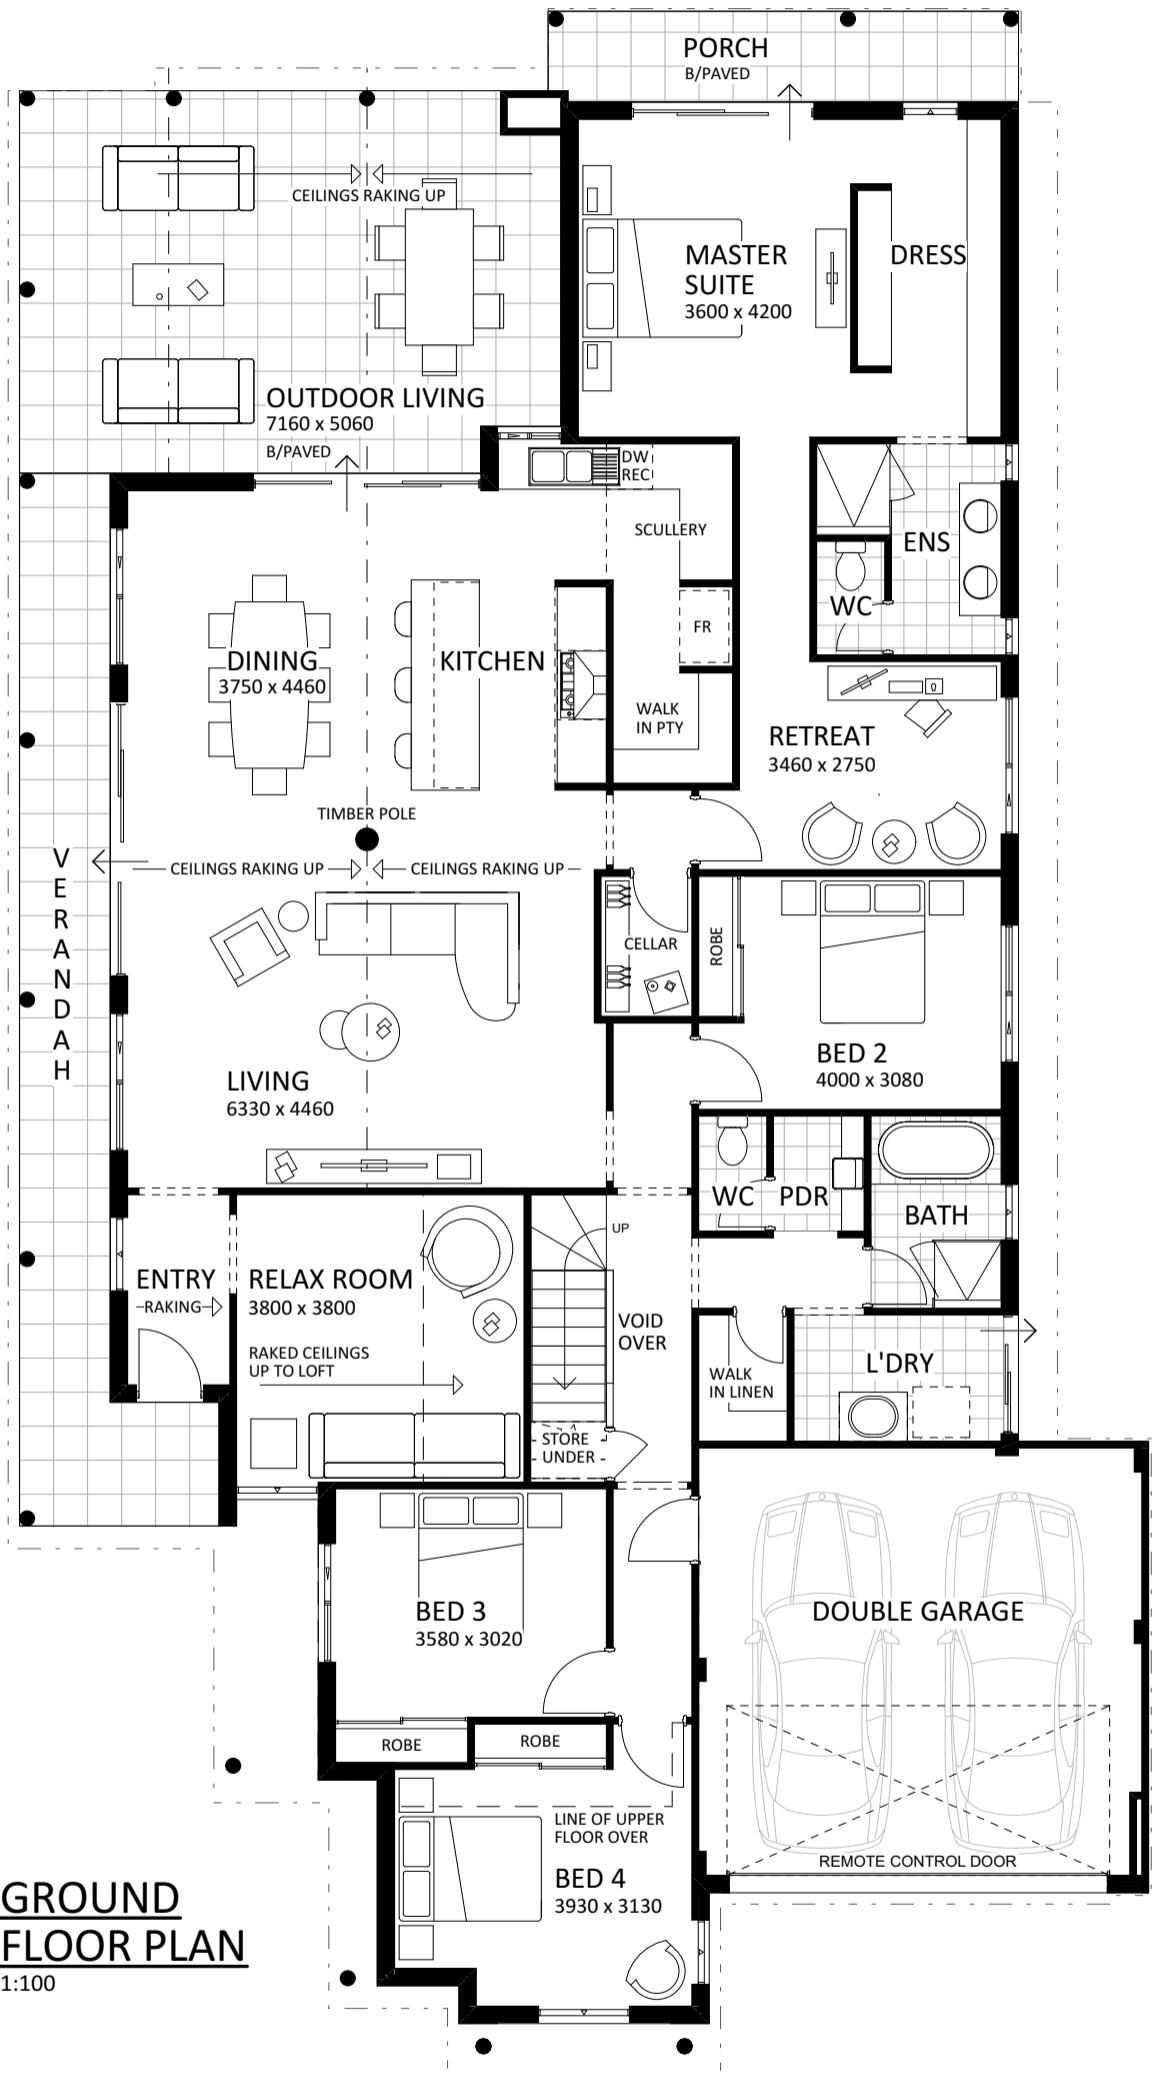 PORCH
B/PAVED
CEILINGS RAKING UP
MASTER
SUITE
3600 x 4200
DRESS
OUTDOOR LIVING
7160 x 5060
B/PAVED
DW
REC
SCULLERY
ENS
WC
FR
DINING
3750 x 4460
KITCHEN
WALK
IN PTY
RETREAT
3460 x 2750
TIMBER POLE
CEILINGS RAKING UP
CEILINGS RAKING UP
VERANDAH
CELLAR
ROBE
BED 2
4000 x 3080
LIVING
6330 x 4460
WC
PDR
BATH
UP
ENTRY
RAKING
RELAX ROOM
3800 x 3800
VOID
OVER
RAKED CEILINGS
UP TO LOFT
WALK
IN LINEN
L'DRY
STORE
UNDER
BED 3
3580 x 3020
DOUBLE GARAGE
ROBE
ROBE
LINE OF UPPER
FLOOR OVER
REMOTE CONTROL DOOR
BED 4
3930 x 3130
GROUND
FLOOR PLAN
1:100